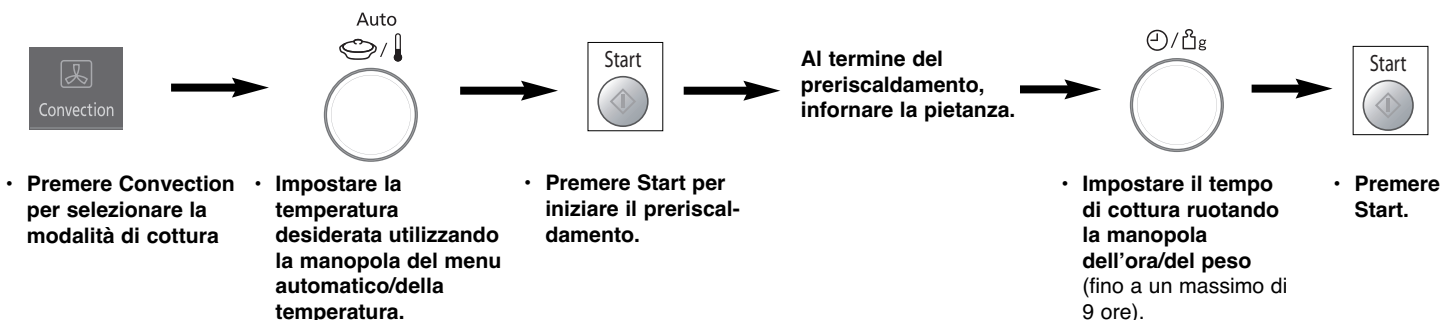 Convection
• Premere Convection
per selezionare la
modalità di cottura
Auto
/
• Impostare la
temperatura
desiderata utilizzando
la manopola del menu
automatico/della
temperatura.
Start
• Premere Start per
iniziare il preriscal-
damento.
Al termine del
preriscaldamento,
infornare la pietanza.
/ g
• Impostare il tempo
di cottura ruotando
la manopola
dell'ora/del peso
(fino a un massimo di
9 ore).
Start
• Premere
Start.